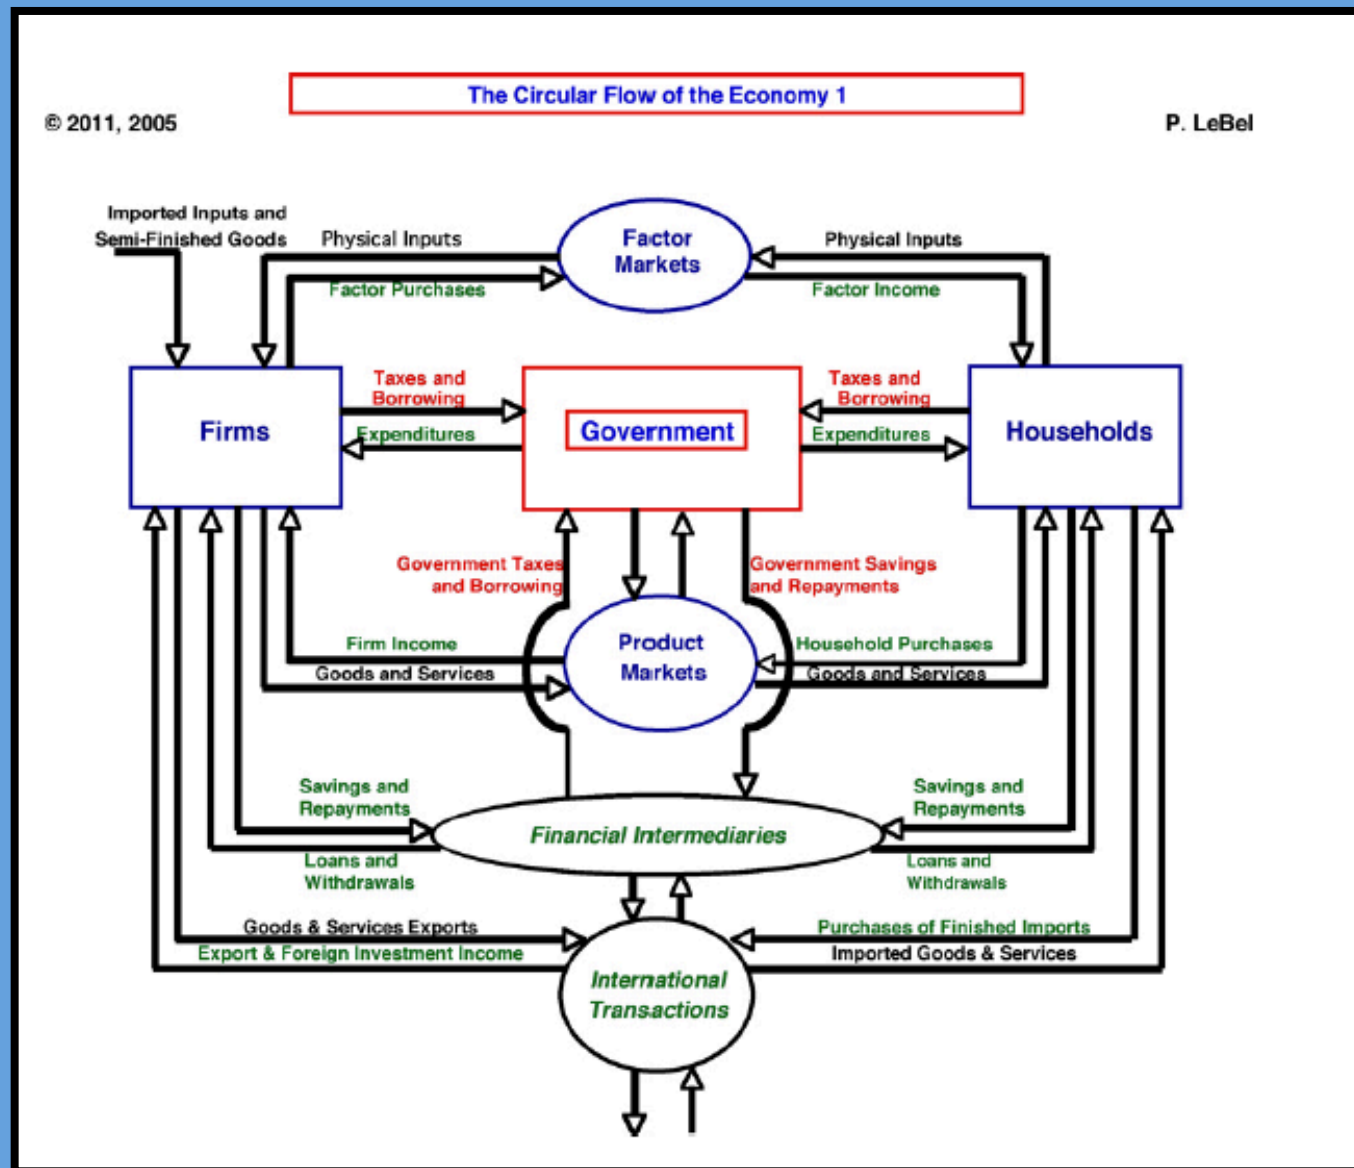 The Circular Flow of the Economy 1
© 2011, 2005
P. LeBel
Imported Inputs and
Semi-Finished Goods
Physical Inputs
Factor Purchases
Factor
Markets
Physical Inputs
Factor Income
Firms
Taxes and
Borrowing
Expenditures
Government
Taxes and
Borrowing
Expenditures
Households
Government Taxes
and Borrowing
Government Savings
and Repayments
Firm Income
Goods and Services
Product
Markets
Household Purchases
Goods and Services
Savings and
Repayments
Loans and
Withdrawals
Financial Intermediaries
Savings and
Repayments
Loans and
Withdrawals
Goods & Services Exports
Export & Foreign Investment Income
International
Transactions
Purchases of Finished Imports
Imported Goods & Services